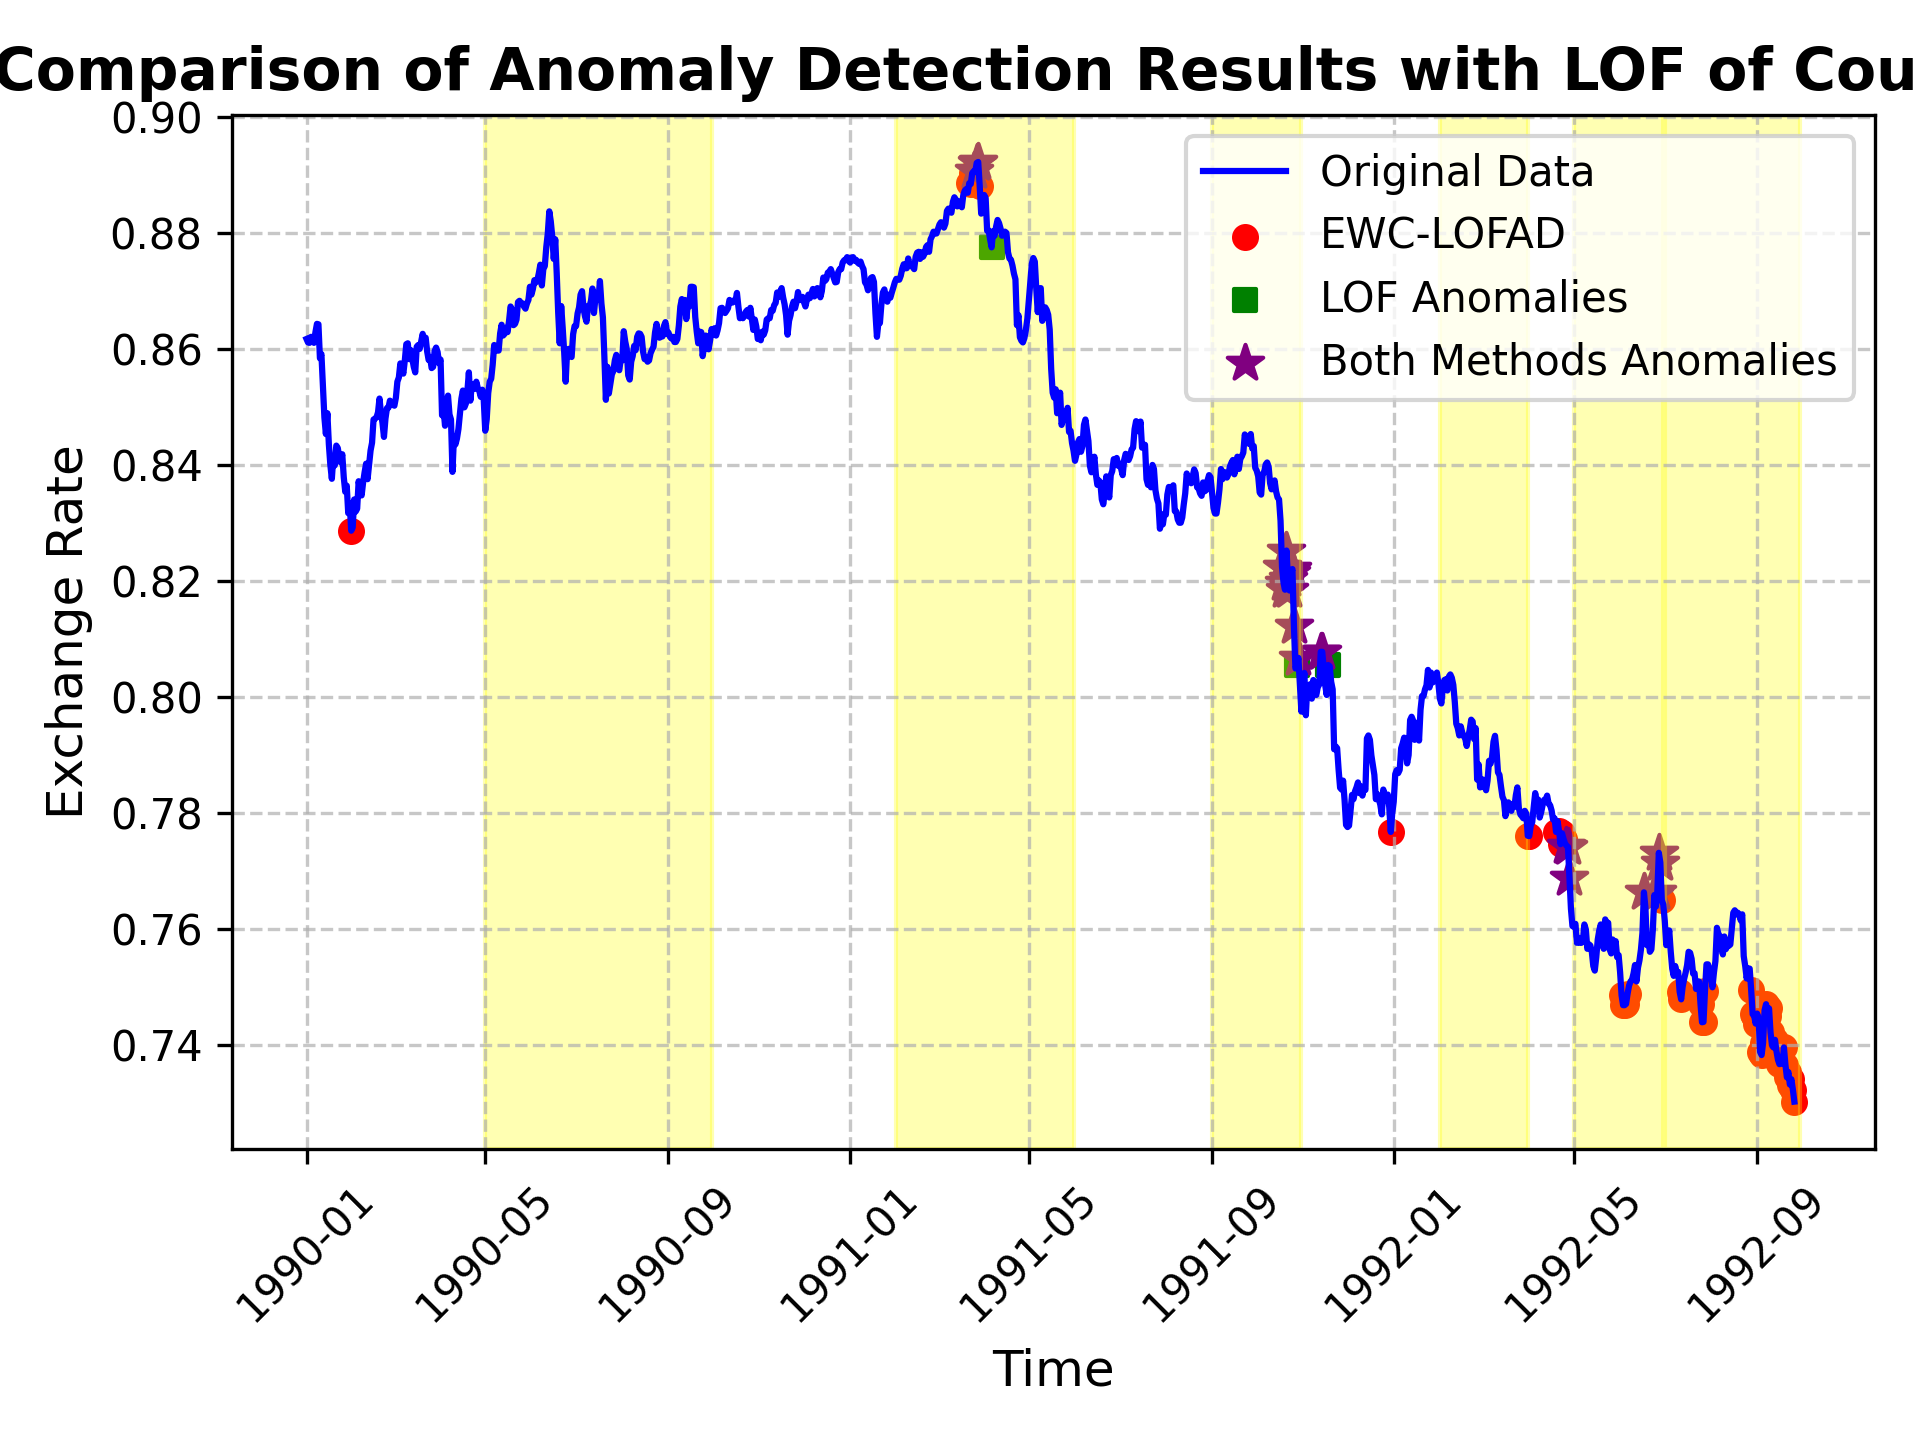 Comparison of Anomaly Detection Results with LOF of Cou
0.90
0.88
0.86
0.84
0.82
0.80
0.78
0.76
0.74
Exchange Rate
Original Data
EWC-LOFAD
LOF Anomalies
Both Methods Anomalies
1990-01
1990-05
1990-09
1991-01
1991-05
1991-09
1992-01
1992-05
1992-09
Time